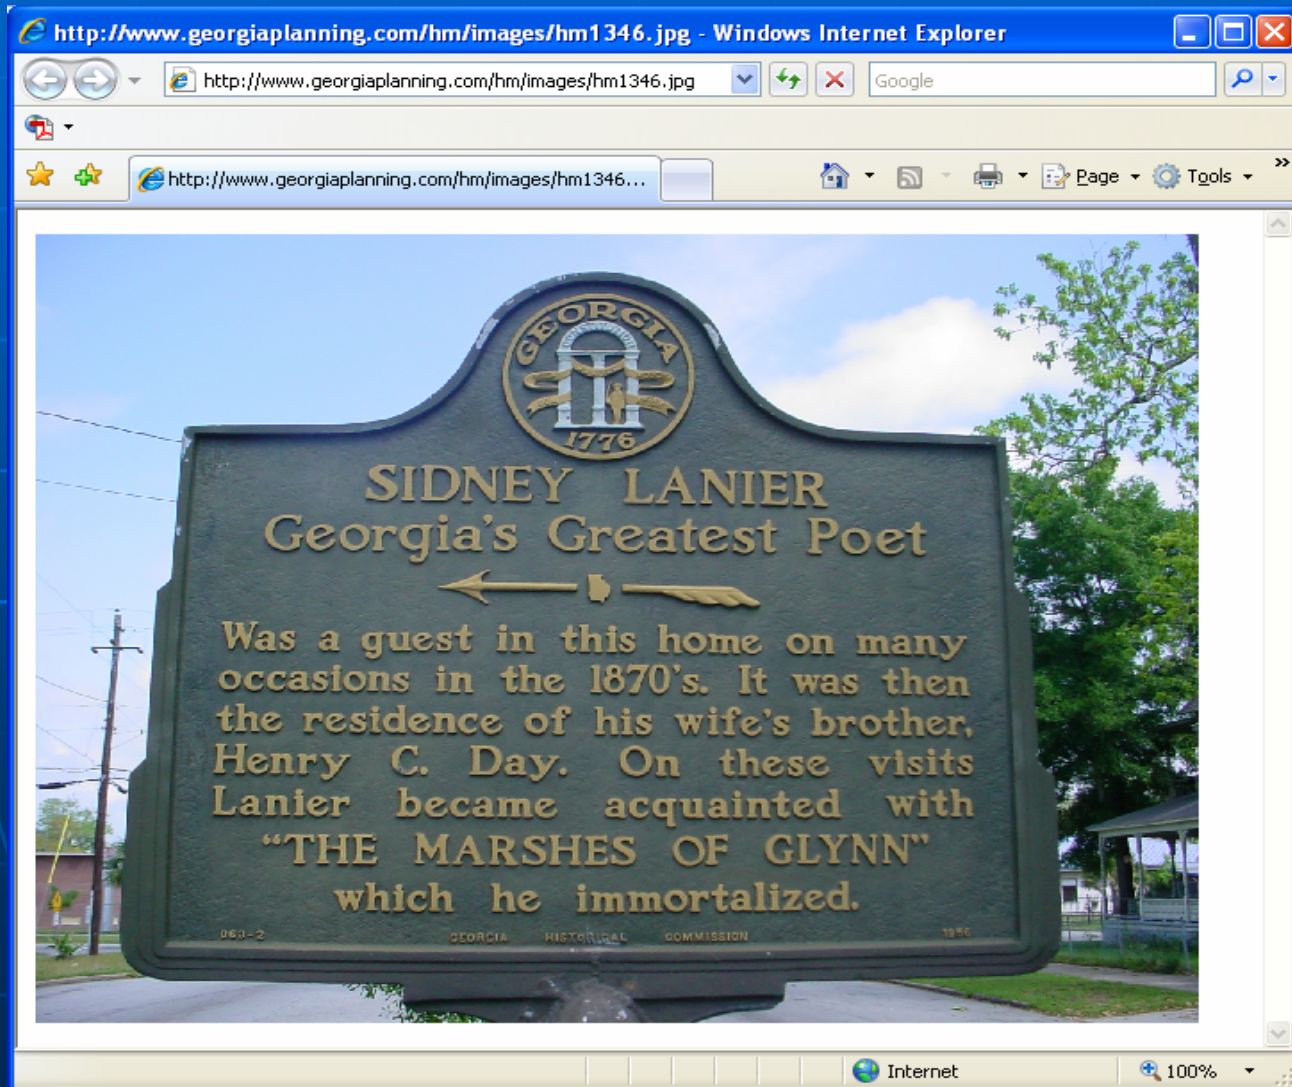 http://www.georgiaplanning.com/hm/images/hm1346.jpg - Windows Internet Explorer
http://www.georgiaplanning.com/hm/images/hm1346.jpg
Google
http://www.georgiaplanning.com/hm/images/hm1346...
Page
Tools
GEORGIA
1776
SIDNEY LANIER
Georgia's Greatest Poet
Was a guest in this home on many
occasions in the 1870's. It was then
the residence of his wife's brother,
Henry C. Day. On these visits
Lanier became acquainted with
“THE MARSHES OF GLYNN”
which he immortalized.
063-2 GEORGIA HISTORICAL COMMISSION 1956
Internet
100%